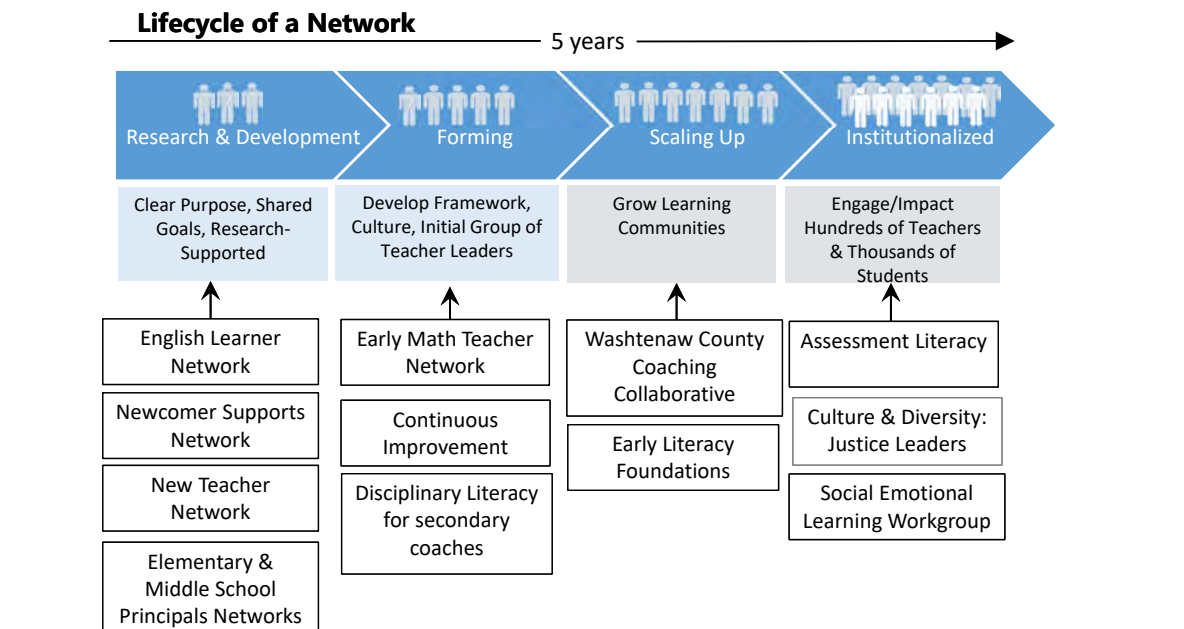 Lifecycle of a Network
5 years
Research & Development
Forming
Scaling Up
Institutionalized
Clear Purpose, Shared
Goals, Research-
Supported
Develop Framework,
Culture, Initial Group of
Teacher Leaders
Grow Learning
Communities
Engage/Impact
Hundreds of Teachers
& Thousands of
Students
English Learner
Network
Newcomer Supports
Network
New Teacher
Network
Elementary &
Middle School
Principals Networks
Early Math Teacher
Network
Continuous
Improvement
Disciplinary Literacy
for secondary
coaches
Washtenaw County
Coaching
Collaborative
Early Literacy
Foundations
Assessment Literacy
Culture & Diversity:
Justice Leaders
Social Emotional
Learning Workgroup